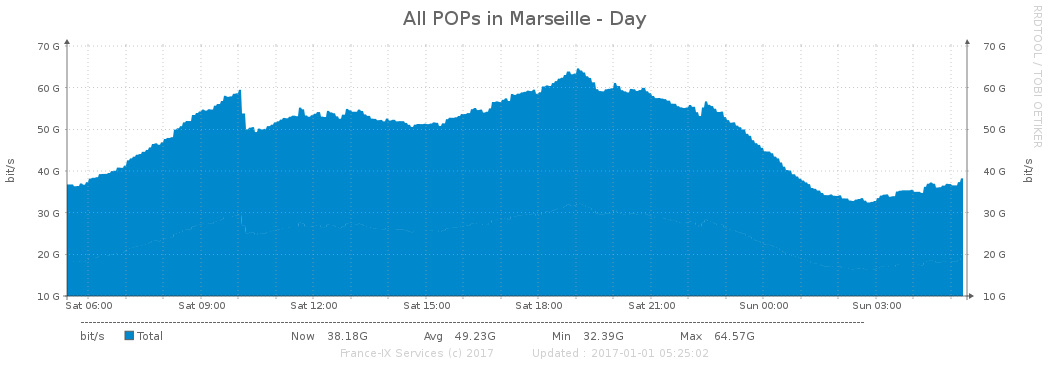 All POPs in Marseille - Day
RRDTOOL / TOBI OETIKER
bit/s
bit/s
70 G 70 G
60 G 60 G
50 G 50 G
40 G 40 G
30 G 30 G
20 G 20 G
10 G 10 G
Sat 06:00 Sat 09:00 Sat 12:00 Sat 15:00 Sat 18:00 Sat 21:00 Sun 00:00 Sun 03:00
bit/s Total Now 38.18G Avg 49.23G Min 32.39G Max 64.57G
France-IX Services (c) 2017 Updated : 2017-01-01 05:25:02